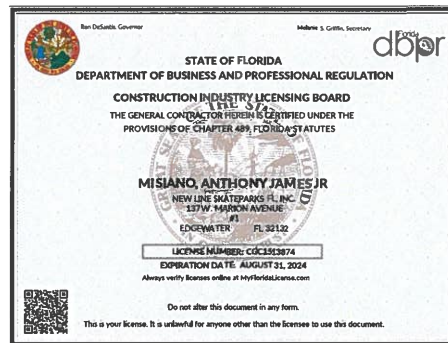 Ron DeSantis, Governor
Melanie S. Griffin, Secretary
Florida
dbpr
STATE OF FLORIDA
DEPARTMENT OF BUSINESS AND PROFESSIONAL REGULATION
CONSTRUCTION INDUSTRY LICENSING BOARD
THE GENERAL CONTRACTOR HEREIN IS CERTIFIED UNDER THE
PROVISIONS OF CHAPTER 489, FLORIDA STATUTES
MISIANO, ANTHONY JAMES JR
NEW LINE SKATEPARKS FL, INC.
137 W. MARION AVENUE
#1
EDGEWATER FL 32132
LICENSE NUMBER: CGC1513874
EXPIRATION DATE: AUGUST 31, 2024
Always verify licenses online at MyFloridaLicense.com
Do not alter this document in any form.
This is your license. It is unlawful for anyone other than the licensee to use this document.